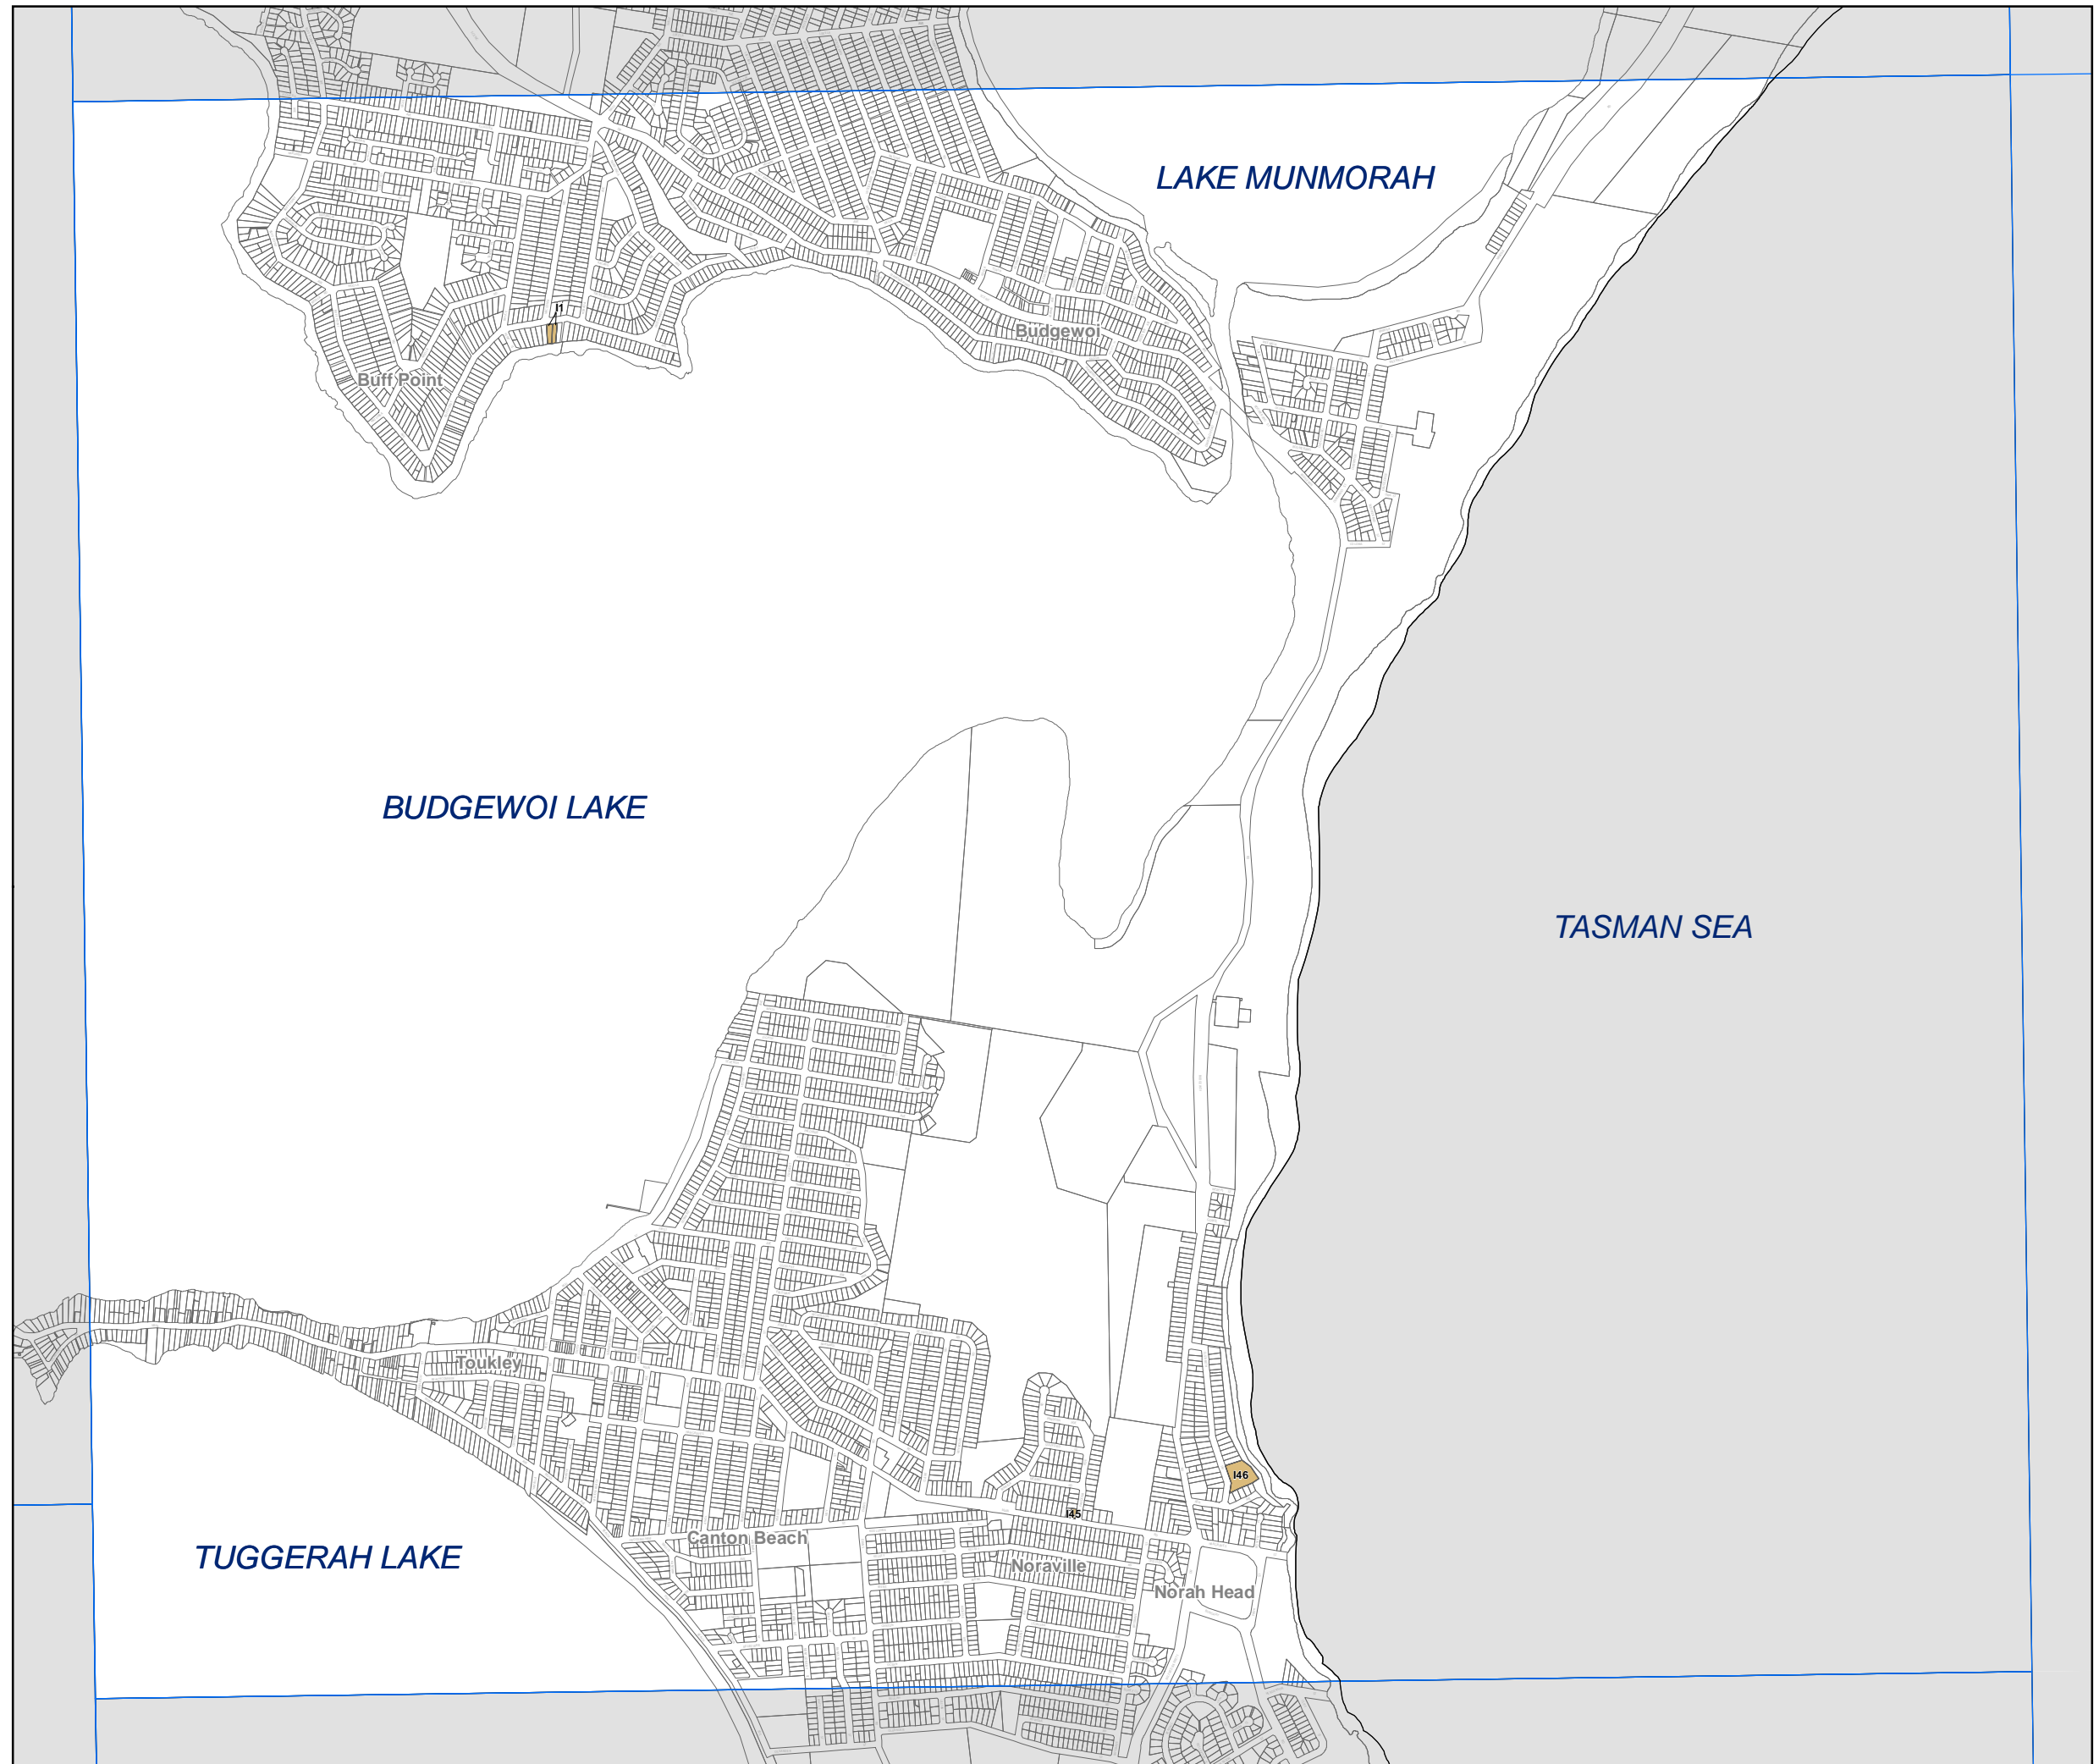 LAKE MUNMORAH
I1
Budgewoi
Buff Point
BUDGEWOI LAKE
TASMAN SEA
Toukley
I46
I45
Canton Beach
TUGGERAH LAKE
Noraville
Norah Head